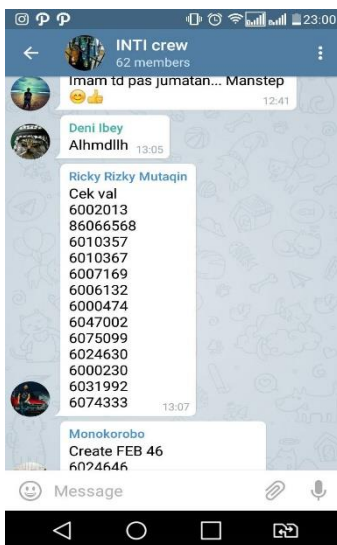 23:00
INTI crew
62 members
Imam td pas jumatan... Manstep
12:41
Deni Ibey
Alhmdllh 13:05
Ricky Rizky Mutaqin
Cek val
6002013
86066568
6010357
6010367
6007169
6006132
6000474
6047002
6075099
6024630
6000230
6031992
6074333 13:07
Monokorobo
Create FEB 46
6024646
Message